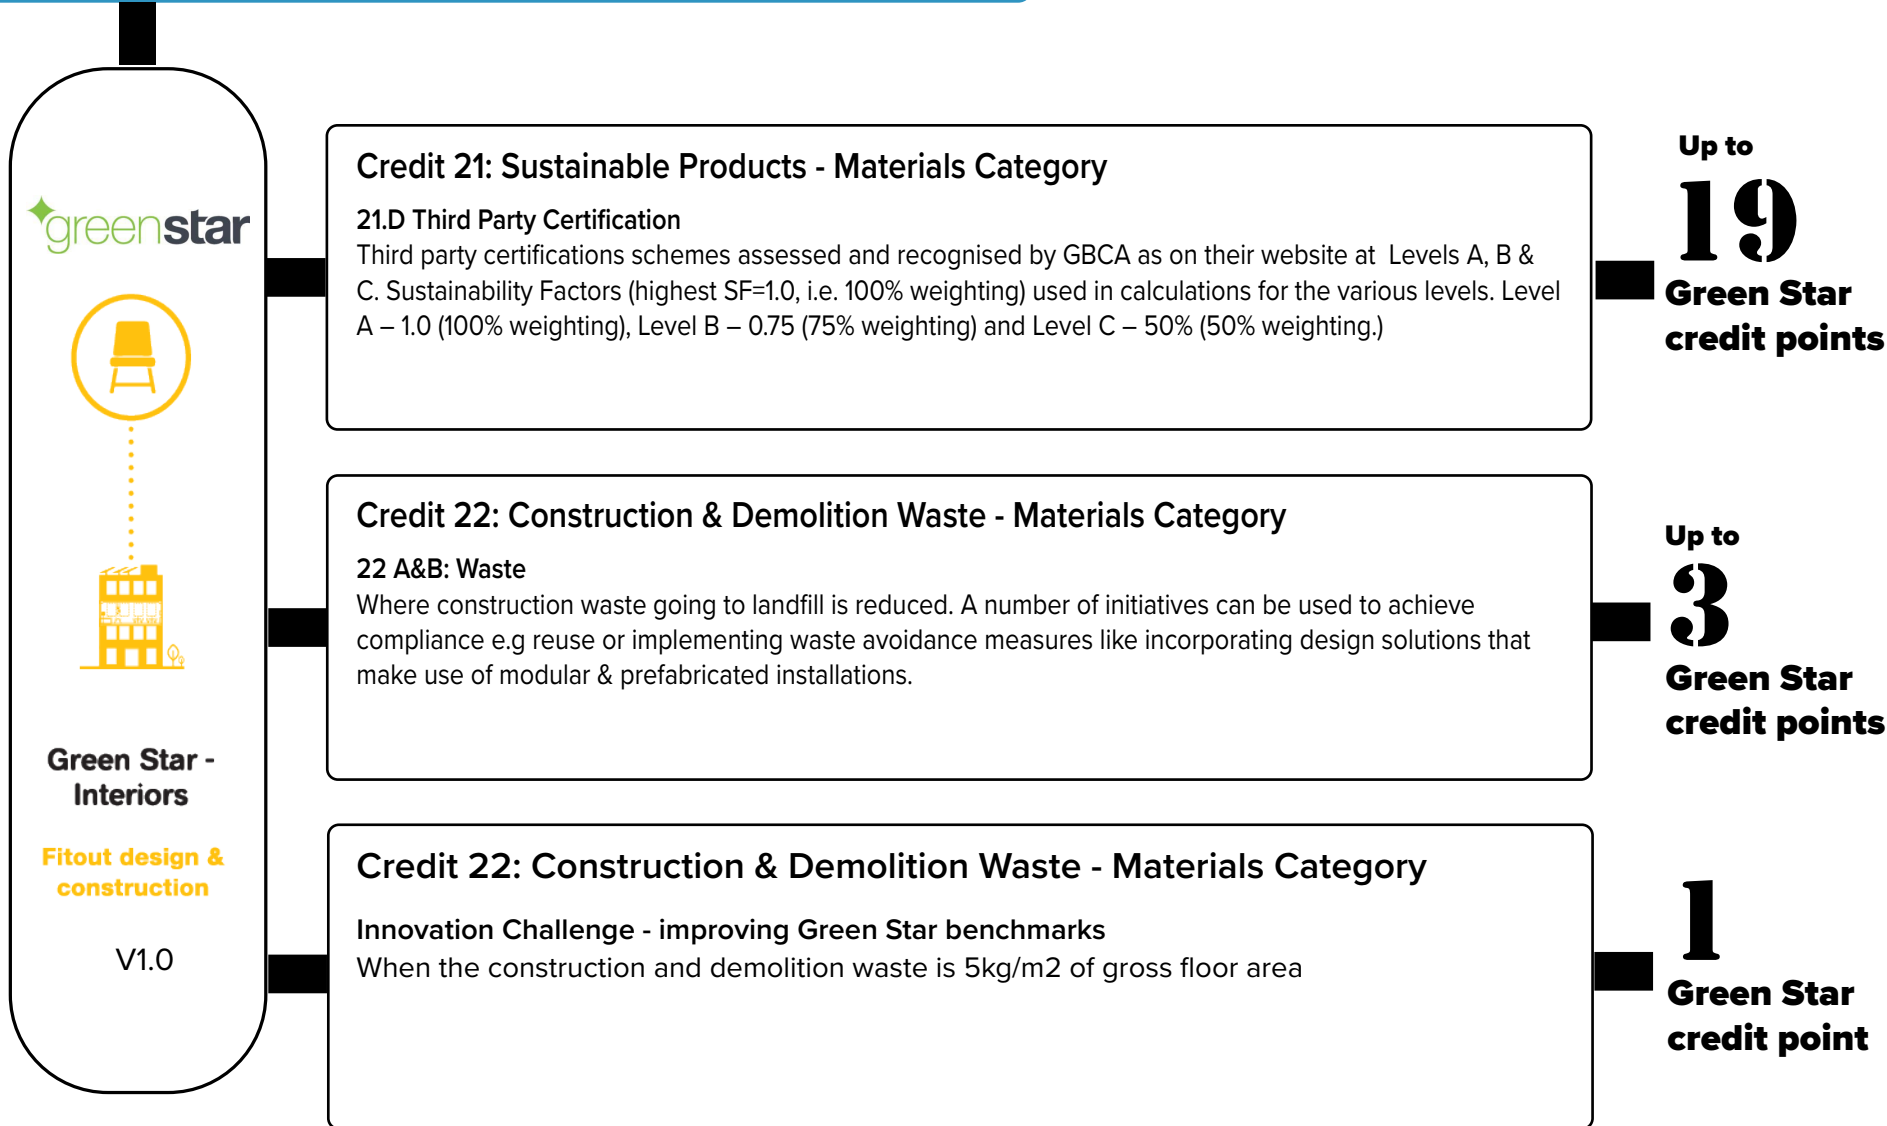 greenstar
Green Star -
Interiors
Fitout design &
construction
V1.0
Credit 21: Sustainable Products - Materials Category
21.D Third Party Certification
Third party certifications schemes assessed and recognised by GBCA as on their website at Levels A, B &
C. Sustainability Factors (highest SF=1.0, i.e. 100% weighting) used in calculations for the various levels. Level
A – 1.0 (100% weighting), Level B – 0.75 (75% weighting) and Level C – 50% (50% weighting.)
Up to
19
Green Star
credit points
Credit 22: Construction & Demolition Waste - Materials Category
22 A&B: Waste
Where construction waste going to landfill is reduced. A number of initiatives can be used to achieve
compliance e.g reuse or implementing waste avoidance measures like incorporating design solutions that
make use of modular & prefabricated installations.
Up to
3
Green Star
credit points
Credit 22: Construction & Demolition Waste - Materials Category
Innovation Challenge - improving Green Star benchmarks
When the construction and demolition waste is 5kg/m2 of gross floor area
1
Green Star
credit point